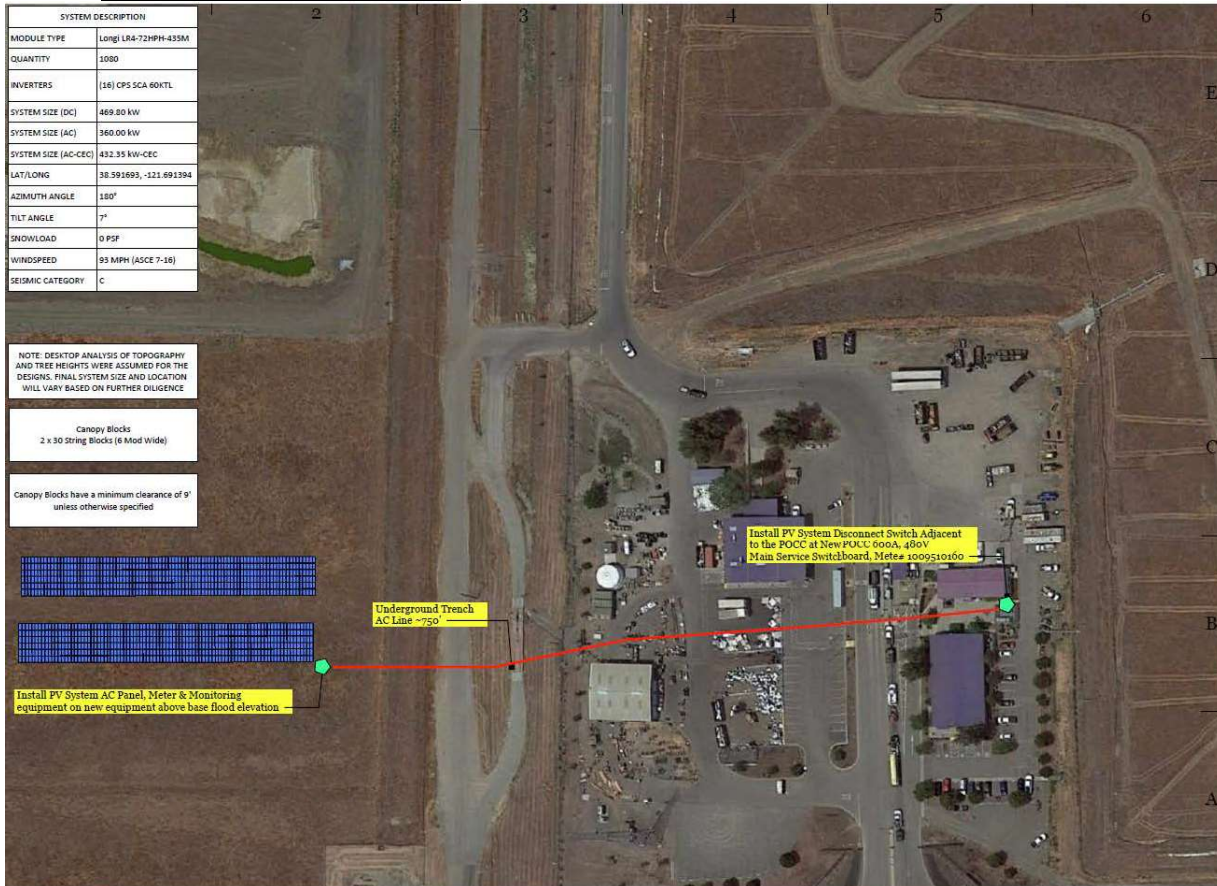 2 3 4 5 6
SYSTEM DESCRIPTION
MODULE TYPE Longi LR4-72HPH-435M
QUANTITY 1080
INVERTERS (16) CPS SCA 60KTL
SYSTEM SIZE (DC) 469.80 kW
SYSTEM SIZE (AC) 360.00 kW
SYSTEM SIZE (AC-CEC) 432.35 kW-CEC
LAT/LONG 38.591693, -121.691394
AZIMUTH ANGLE 180°
TILT ANGLE 7°
SNOWLOAD 0 PSF
WINDSPEED 93 MPH (ASCE 7-16)
SEISMIC CATEGORY C
E
D
NOTE: DESKTOP ANALYSIS OF TOPOGRAPHY
AND TREE HEIGHTS WERE ASSUMED FOR THE
DESIGNS. FINAL SYSTEM SIZE AND LOCATION
WILL VARY BASED ON FURTHER DILIGENCE
Canopy Blocks
2 x 30 String Blocks (6 Mod Wide)
C
Canopy Blocks have a minimum clearance of 9'
unless otherwise specified
Install PV System Disconnect Switch Adjacent
to the POCC at New POCC 600A, 480V
Main Service Switchboard, Mete# 1009510160
Underground Trench
AC Line ~750'
B
Install PV System AC Panel, Meter & Monitoring
equipment on new equipment above base flood elevation
A